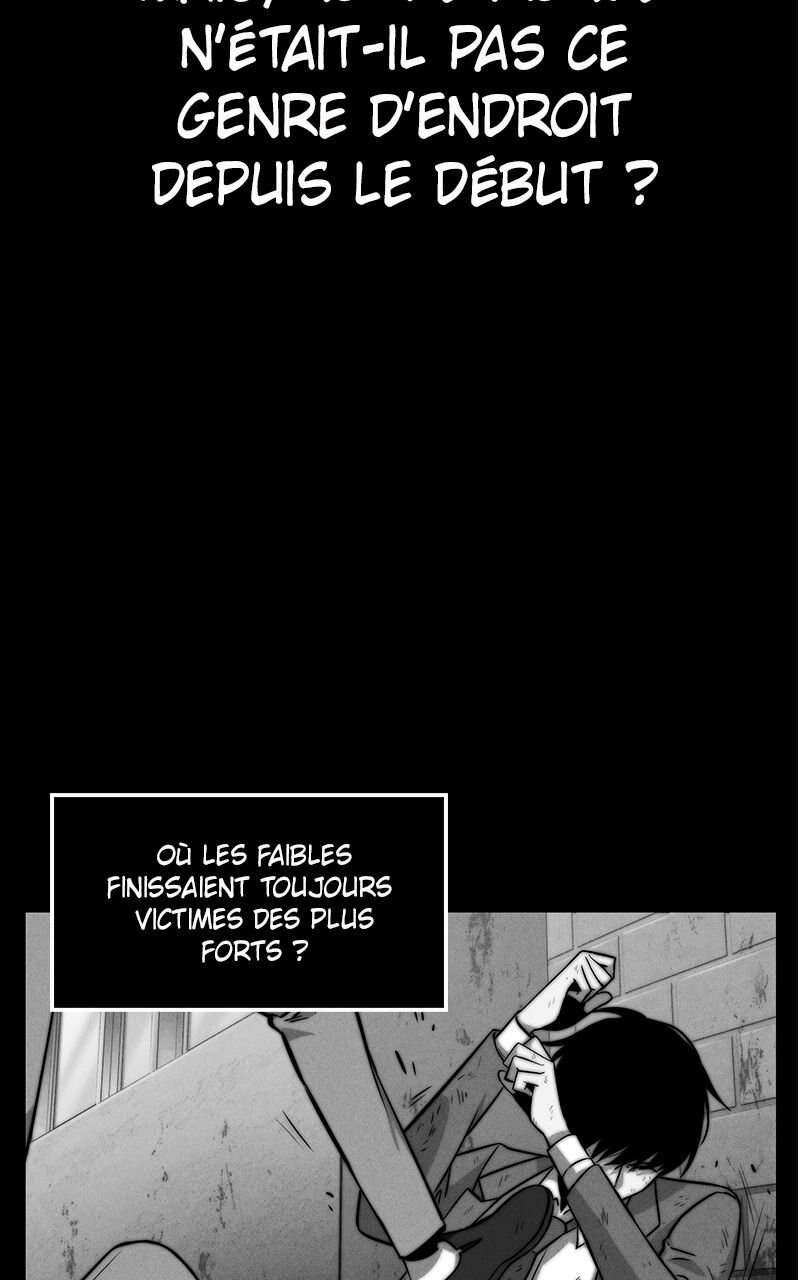 N'ÉTAIT-IL PAS CE
GENRE D'ENDROIT
DEPUIS LE DÉBUT ?
OÙ LES FAIBLES
FINISSAIENT TOUJOURS
VICTIMES DES PLUS
FORTS ?